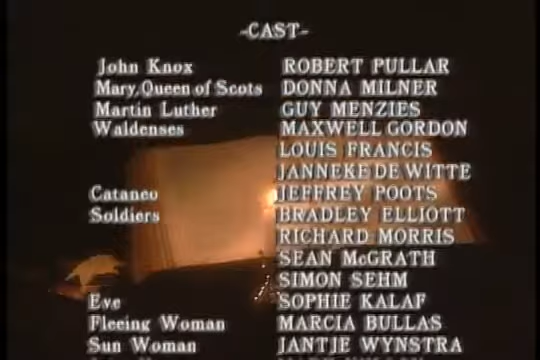 -CAST-
John Knox ROBERT PULLAR
Mary, Queen of Scots DONNA MILNER
Martin Luther GUY MENZIES
Waldenses MAXWELL GORDON
LOUIS FRANCIS
JANNEKE DE WITTE
Cataneo JEFFREY POOTS
Soldiers BRADLEY ELLIOTT
RICHARD MORRIS
SEAN McGRATH
SIMON SEHM
Eve SOPHIE KALAF
Fleeing Woman MARCIA BULLAS
Sun Woman JANTJE WYNSTRA